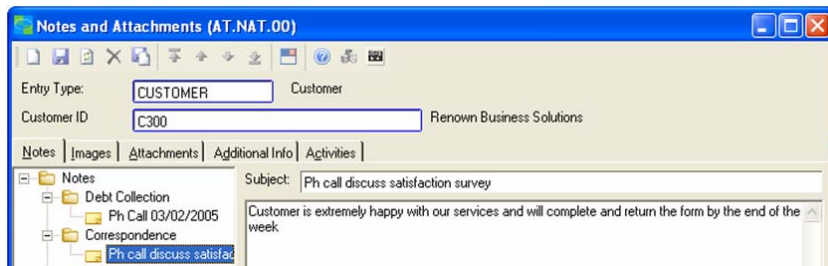 Notes and Attachments (AT.NAT.00)
Entry Type: CUSTOMER Customer
Customer ID C300 Renown Business Solutions
Notes Images Attachments Additional Info Activities
Notes
Subject: Ph call discuss satisfaction survey
Debt Collection
Ph Call 03/02/2005
Correspondence
Ph call discuss satisfac
Customer is extremely happy with our services and will complete and return the form by the end of the
week